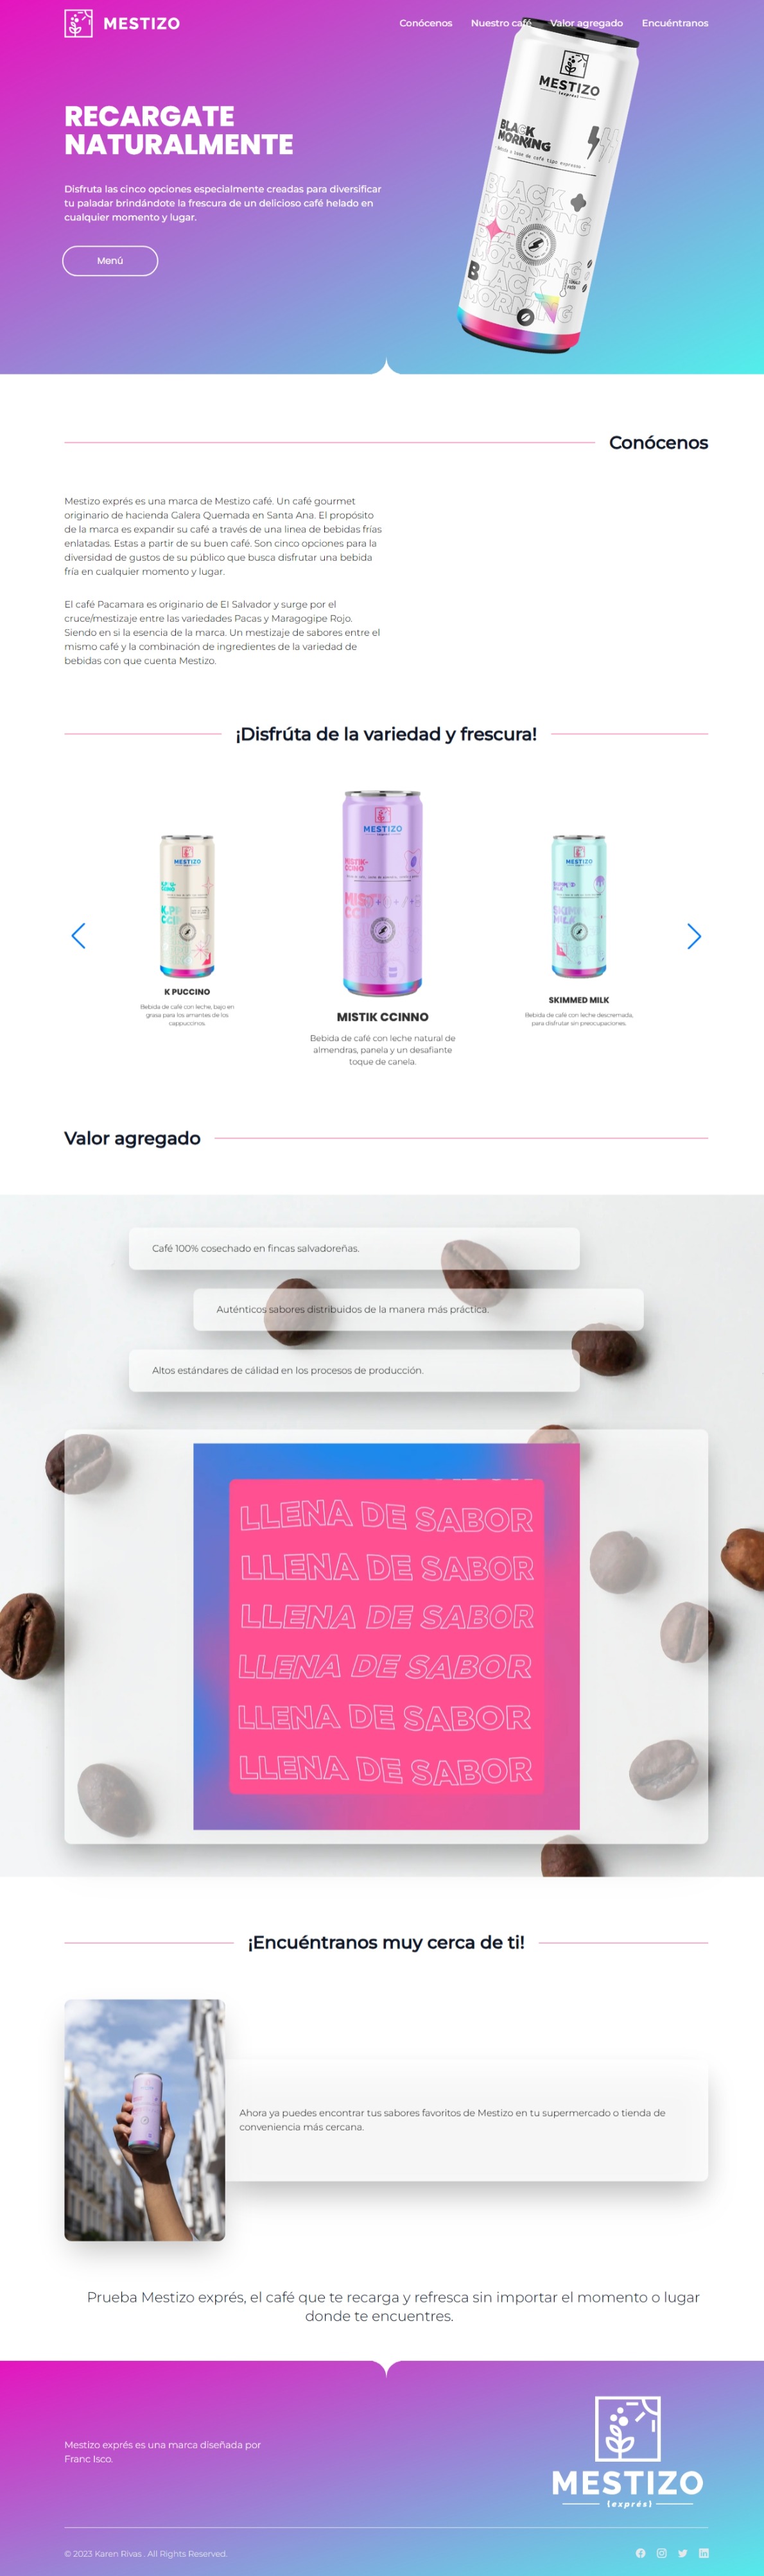 MESTIZO
Conócenos Nuestro café Valor agregado Encuéntranos
RECARGATE
NATURALMENTE
Disfruta las cinco opciones especialmente creadas para diversificar
tu paladar brindándote la frescura de un delicioso café helado en
cualquier momento y lugar.
Menú
MESTIZO
(exprés)
BLACK
MORNING
BLACK
MORNING
BLACK
MORNING
BLACK
MORNING
Conócenos
Mestizo exprés es una marca de Mestizo café. Un café gourmet
originario de hacienda Galera Quemada en Santa Ana. El propósito
de la marca es expandir su café a través de una linea de bebidas frías
enlatadas. Estas a partir de su buen café. Son cinco opciones para la
diversidad de gustos de su público que busca disfrutar una bebida
fría en cualquier momento y lugar.
El café Pacamara es originario de El Salvador y surge por el
cruce/mestizaje entre las variedades Pacas y Maragogipe Rojo.
Siendo en si la esencia de la marca. Un mestizaje de sabores entre el
mismo café y la combinación de ingredientes de la variedad de
bebidas con que cuenta Mestizo.
¡Disfrúta de la variedad y frescura!
MESTIZO
K PUCCINO
Bebida de café con leche, bajo en
grasa para los amantes de los
cappuccinos.
MESTIZO
MISTIK-
CCINO
MISTIK CCINNO
Bebida de café con leche natural de
almendras, panela y un desafiante
toque de canela.
MESTIZO
SKIMMED MILK
Bebida de café con leche descremada,
para disfrutar sin preocupaciones.
Valor agregado
Café 100% cosechado en fincas salvadoreñas.
Auténticos sabores distribuidos de la manera más práctica.
Altos estándares de cálidad en los procesos de producción.
LLENA DE SABOR
LLENA DE SABOR
LLENA DE SABOR
LLENA DE SABOR
LLENA DE SABOR
LLENA DE SABOR
¡Encuéntranos muy cerca de ti!
Ahora ya puedes encontrar tus sabores favoritos de Mestizo en tu supermercado o tienda de
conveniencia más cercana.
Prueba Mestizo exprés, el café que te recarga y refresca sin importar el momento o lugar
donde te encuentres.
Mestizo exprés es una marca diseñada por
Franc Isco.
MESTIZO
(exprés)
© 2023 Karen Rivas . All Rights Reserved.